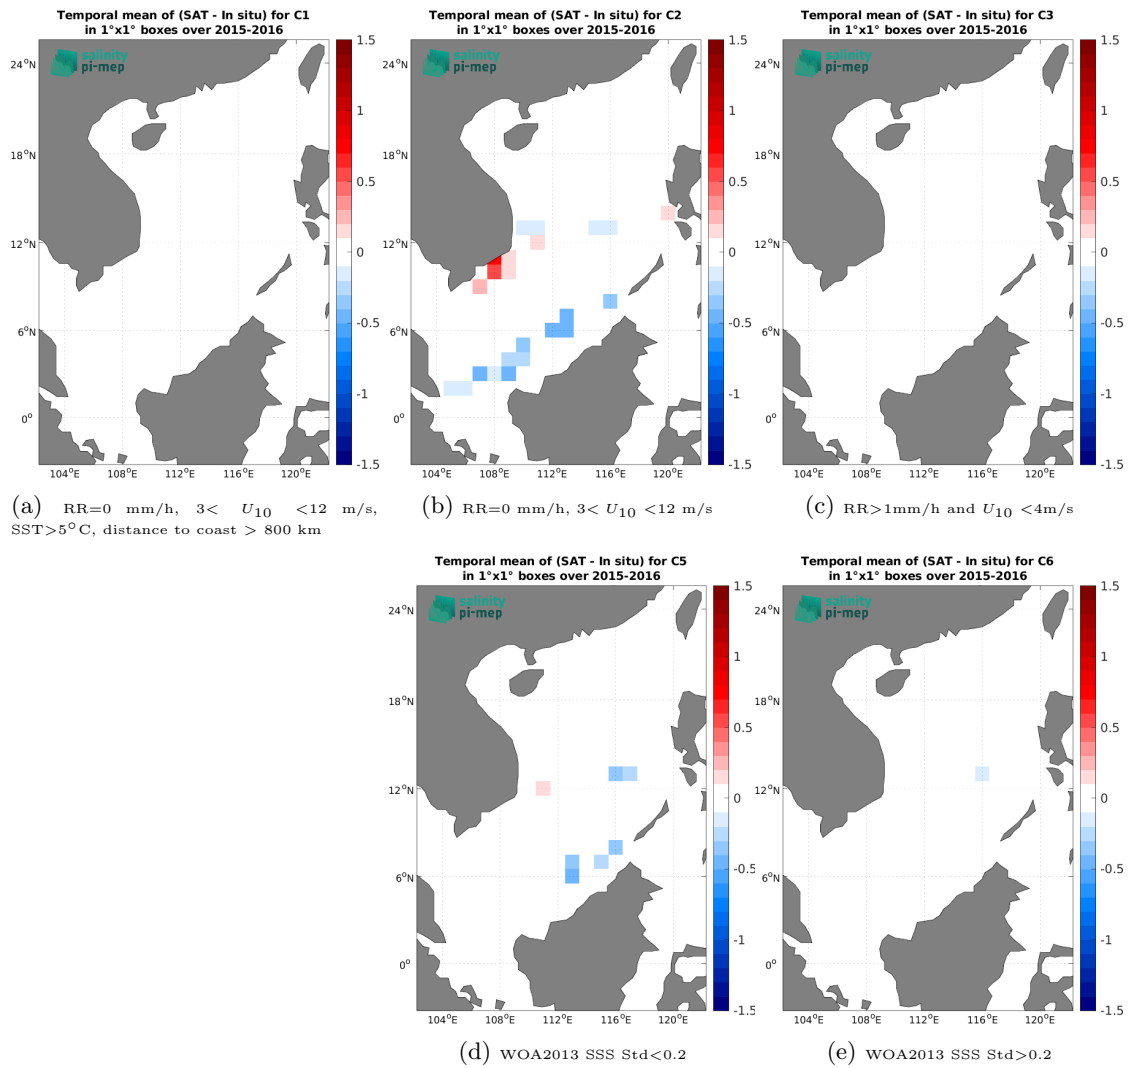 Temporal mean of (SAT - In situ) for C1
in 1°x1° boxes over 2015-2016
salinity
pi-mep
24°N
18°N
12°N
6°N
0°
104°E 108°E 112°E 116°E 120°E
1.5
1
0.5
0
-0.5
-1
-1.5
(a) RR=0 mm/h, 3< U10 <12 m/s,
SST>5°C, distance to coast > 800 km
Temporal mean of (SAT - In situ) for C2
in 1°x1° boxes over 2015-2016
salinity
pi-mep
24°N
18°N
12°N
6°N
0°
104°E 108°E 112°E 116°E 120°E
1.5
1
0.5
0
-0.5
-1
-1.5
(b) RR=0 mm/h, 3< U10 <12 m/s
Temporal mean of (SAT - In situ) for C3
in 1°x1° boxes over 2015-2016
salinity
pi-mep
24°N
18°N
12°N
6°N
0°
104°E 108°E 112°E 116°E 120°E
1.5
1
0.5
0
-0.5
-1
-1.5
(c) RR>1mm/h and U10 <4m/s
Temporal mean of (SAT - In situ) for C5
in 1°x1° boxes over 2015-2016
salinity
pi-mep
24°N
18°N
12°N
6°N
0°
104°E 108°E 112°E 116°E 120°E
1.5
1
0.5
0
-0.5
-1
-1.5
(d) WOA2013 SSS Std<0.2
Temporal mean of (SAT - In situ) for C6
in 1°x1° boxes over 2015-2016
salinity
pi-mep
24°N
18°N
12°N
6°N
0°
104°E 108°E 112°E 116°E 120°E
1.5
1
0.5
0
-0.5
-1
-1.5
(e) WOA2013 SSS Std>0.2